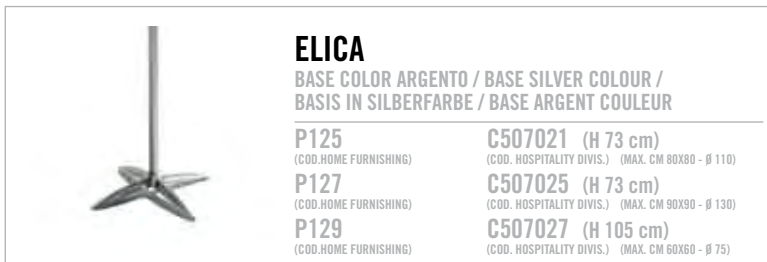 ELICA
BASE COLOR ARGENTO / BASE SILVER COLOUR /
BASIS IN SILBERFARBE / BASE ARGENT COULEUR
P125 C507021 (H 73 cm)
(COD.HOME FURNISHING) (COD. HOSPITALITY DIVIS.) (MAX. CM 80X80 - Ø 110)
P127 C507025 (H 73 cm)
(COD.HOME FURNISHING) (COD. HOSPITALITY DIVIS.) (MAX. CM 90X90 - Ø 130)
P129 C507027 (H 105 cm)
(COD.HOME FURNISHING) (COD. HOSPITALITY DIVIS.) (MAX. CM 60X60 - Ø 75)